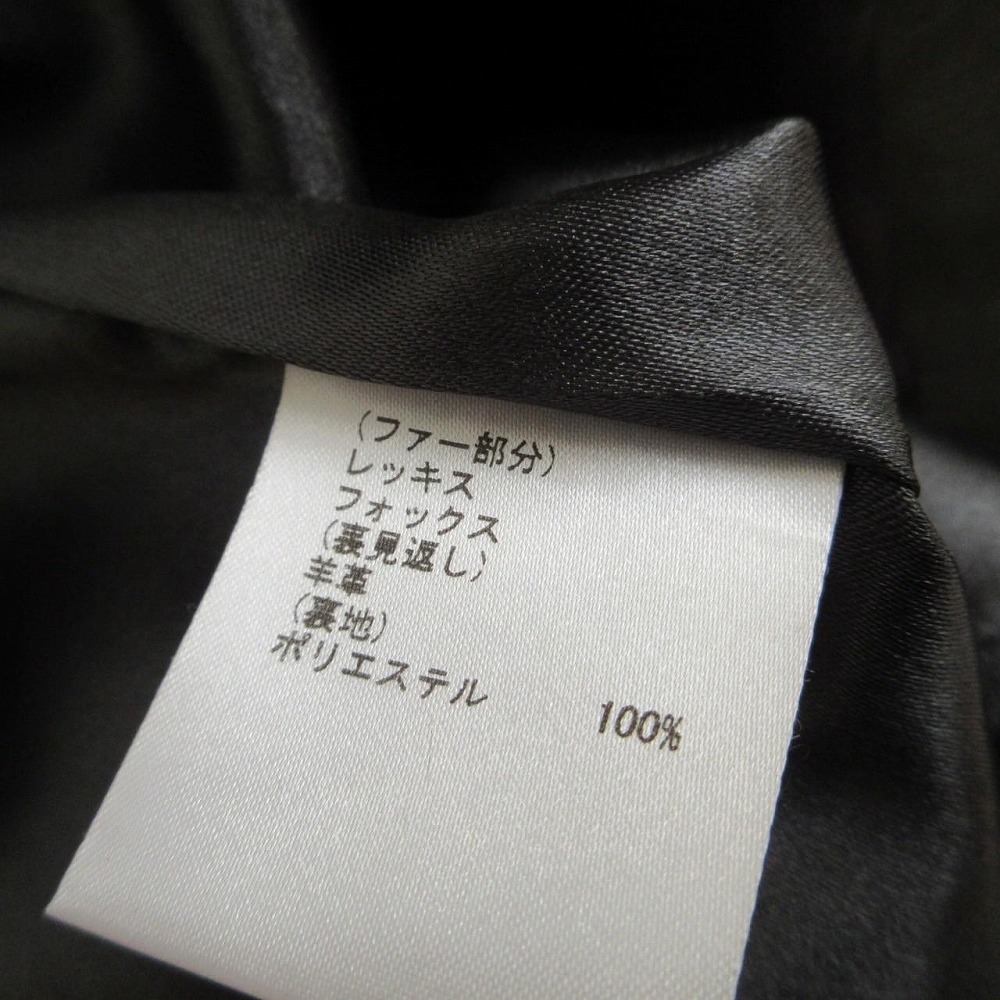 (ファー部分)
レッキス
フォックス
(裏見返し)
羊革
(裏地)
ポリエステル 100%